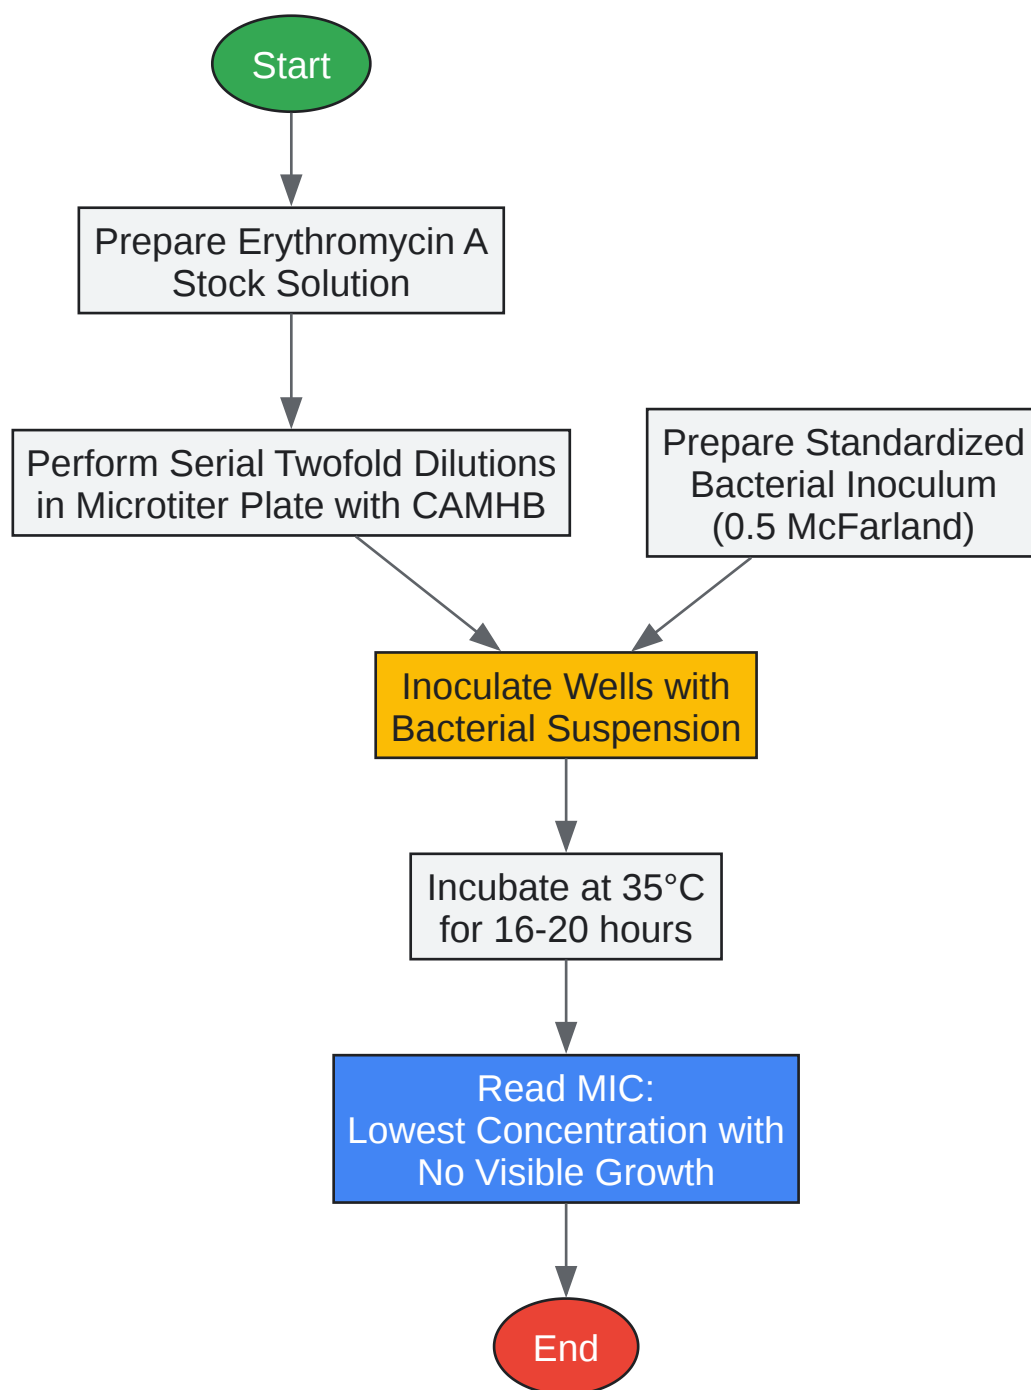 Start
Prepare Erythromycin A
Stock Solution
Perform Serial Twofold Dilutions
in Microtiter Plate with CAMHB
Prepare Standardized
Bacterial Inoculum
(0.5 McFarland)
Inoculate Wells with
Bacterial Suspension
Incubate at 35°C
for 16-20 hours
Read MIC:
Lowest Concentration with
No Visible Growth
End